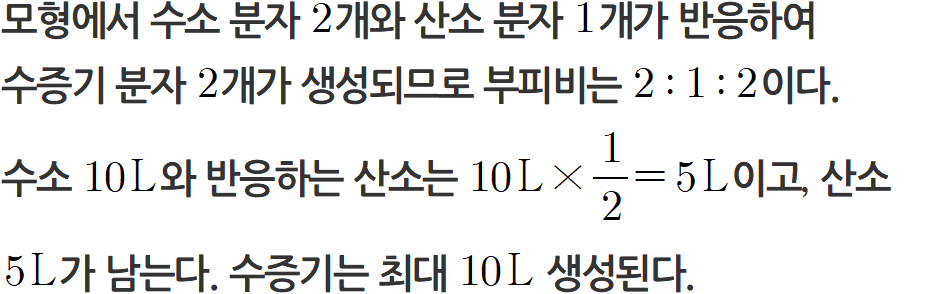 모형에서 수소 분자 2개와 산소 분자 1개가 반응하여
수증기 분자 2개가 생성되므로 부피비는 2 : 1 : 2이다.
수소 10L와 반응하는 산소는 10L × 1/2 = 5L이고, 산소
5L가 남는다. 수증기는 최대 10L 생성된다.